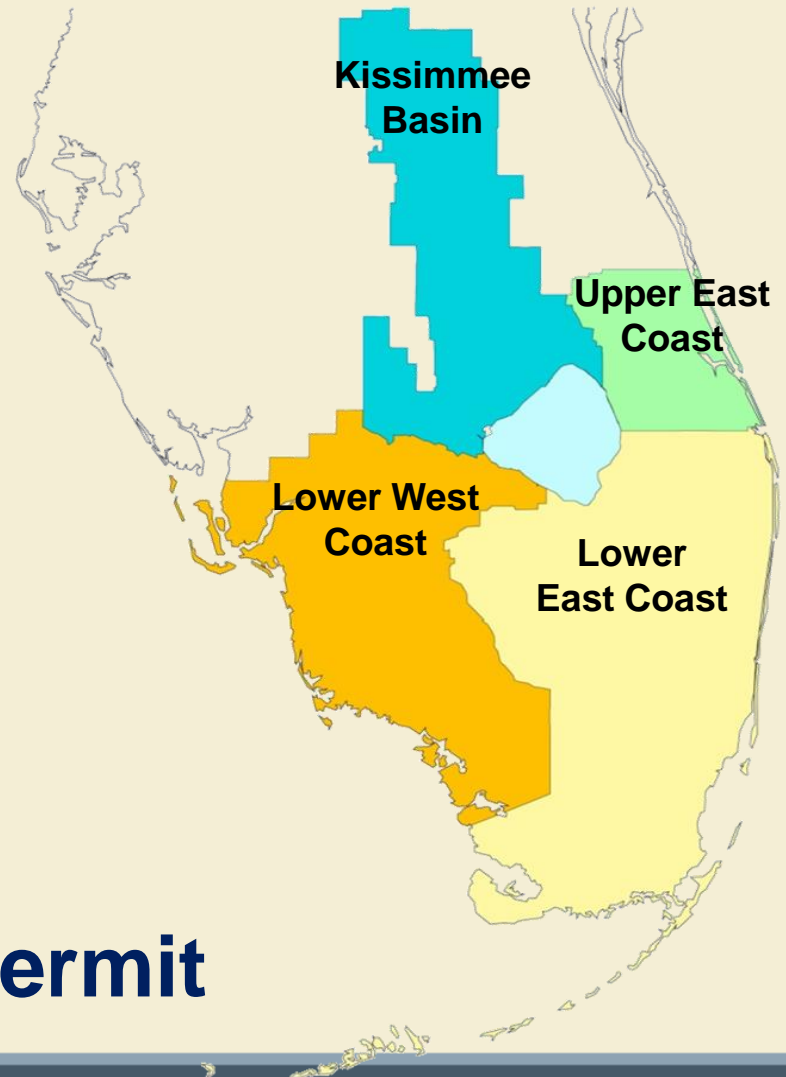 Kissimmee
Basin
Upper East
Coast
Lower West
Coast
Lower
East Coast
ermit